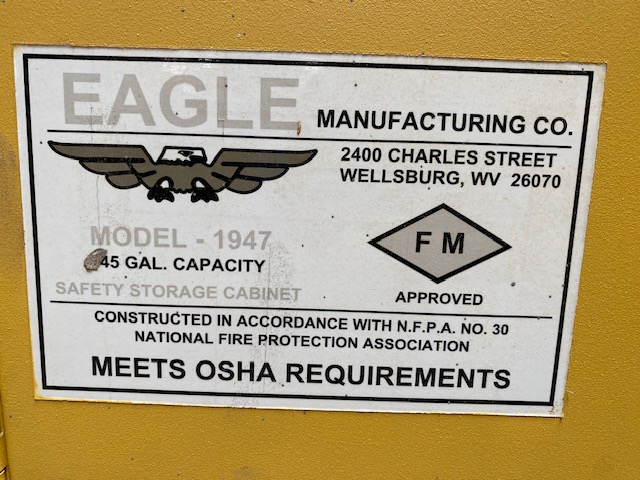 EAGLE MANUFACTURING CO.
2400 CHARLES STREET
WELLSBURG, WV 26070
MODEL - 1947
45 GAL. CAPACITY
SAFETY STORAGE CABINET
F M
APPROVED
CONSTRUCTED IN ACCORDANCE WITH N.F.P.A. NO. 30
NATIONAL FIRE PROTECTION ASSOCIATION
MEETS OSHA REQUIREMENTS